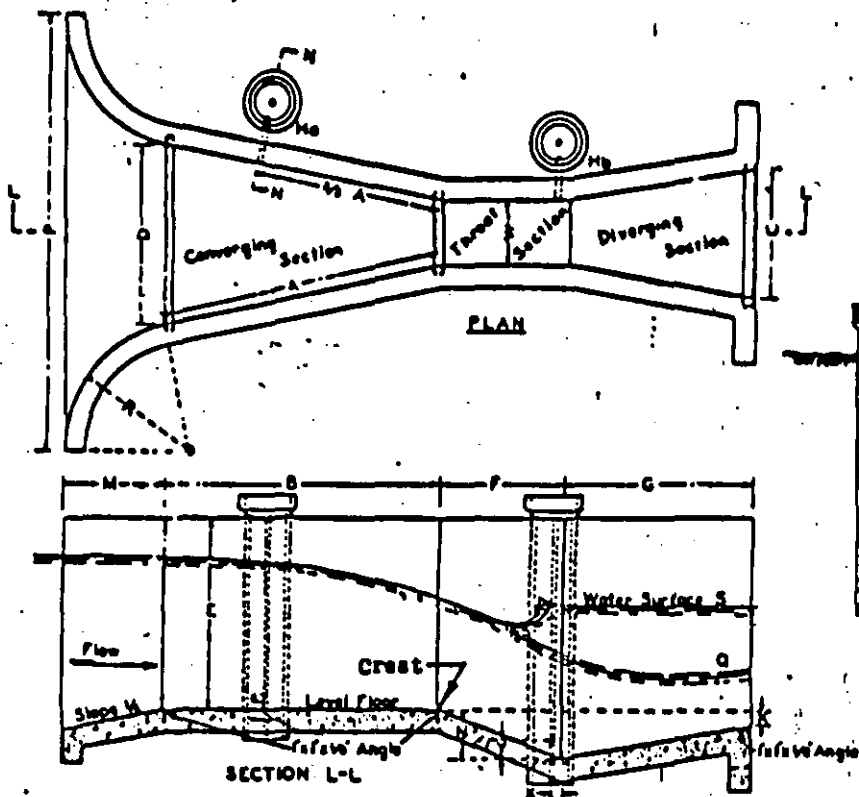 N
Ha
Hb
N
2/3 A
L
P
D
Converging
Section
Throat
W
Section
Diverging
Section
C
L
A
PLAN
R
M
B
F
G
E
Water Surface S
Flow
Crest
Q
Level Floor
K
N
SECTION L-L